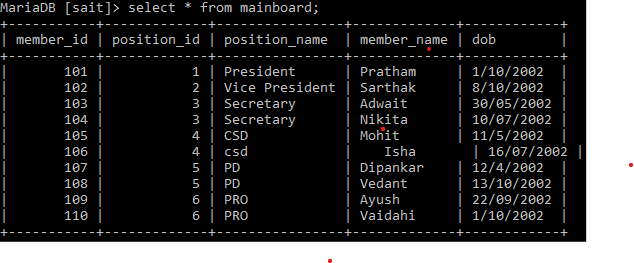 MariaDB [sait]> select * from mainboard;
+-----------+-------------+----------------+-------------+------------+
| member_id | position_id | position_name  | member_name | dob        |
+-----------+-------------+----------------+-------------+------------+
|       101 |           1 | President      | Pratham     | 1/10/2002  |
|       102 |           2 | Vice President | Sarthak     | 8/10/2002  |
|       103 |           3 | Secretary      | Adwait      | 30/05/2002 |
|       104 |           3 | Secretary      | Nikita      | 10/07/2002 |
|       105 |           4 | CSD            | Mohit       | 11/5/2002  |
|       106 |           4 | csd            |    Isha       | 16/07/2002 |
|       107 |           5 | PD             | Dipankar    | 12/4/2002  |
|       108 |           5 | PD             | Vedant      | 13/10/2002 |
|       109 |           6 | PRO            | Ayush       | 22/09/2002 |
|       110 |           6 | PRO            | Vaidahi     | 1/10/2002  |
+-----------+-------------+----------------+-------------+------------+